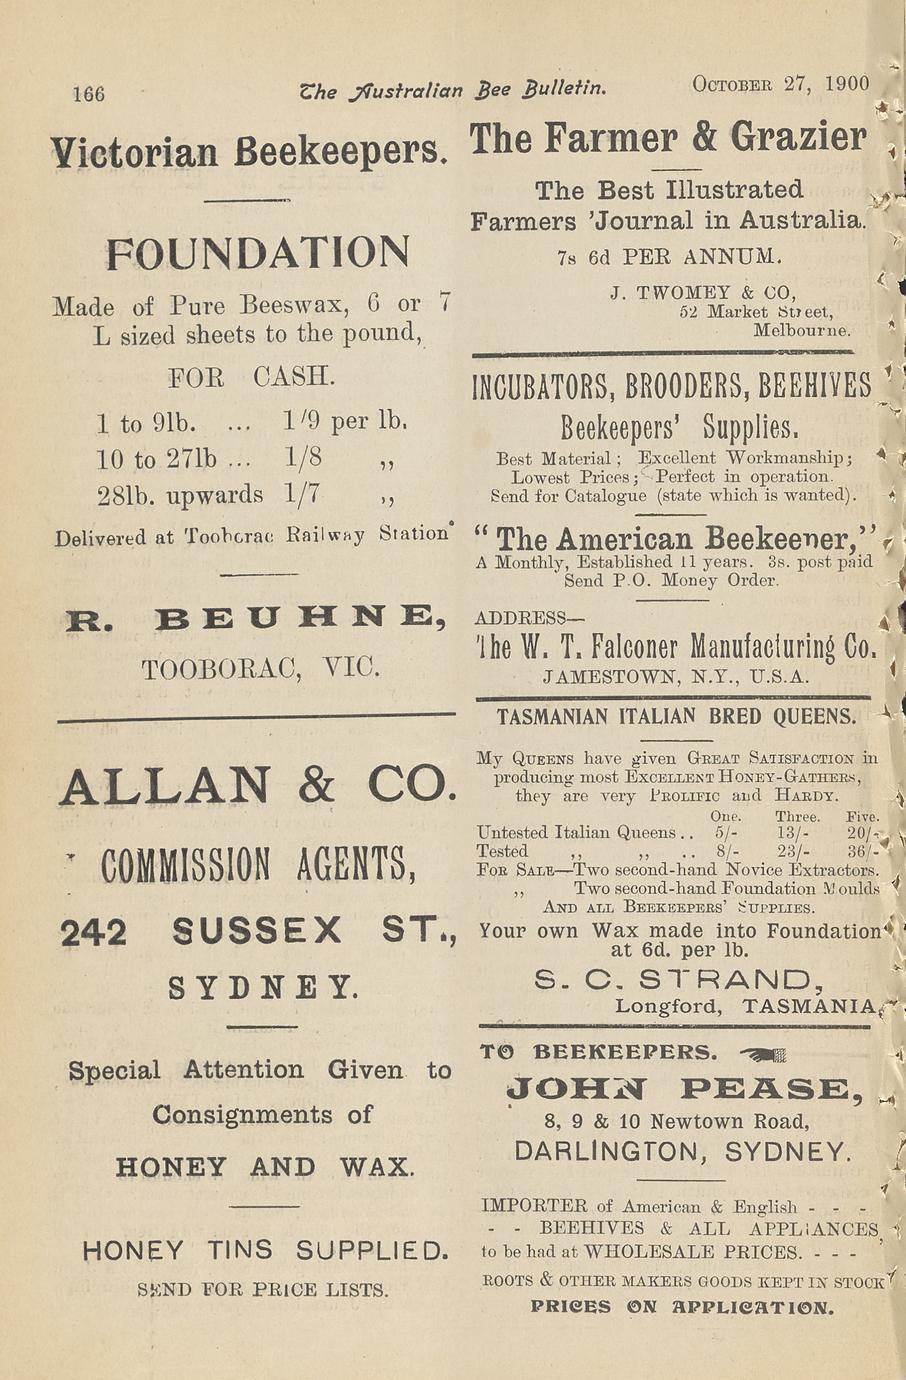 166
The Australian Bee Bulletin.
OCTOBER 27, 1900
Victorian Beekeepers.
FOUNDATION
Made of Pure Beeswax, 6 or 7
L sized sheets to the pound,
FOR CASH.
1 to 9lb. ... 1/9 per lb.
10 to 27lb ... 1/8 ,,
28lb. upwards 1/7 ,,
Delivered at Tooborac Railway Station
R. BEUHNE,
TOOBORAC, VIC.
ALLAN & CO.
COMMISSION AGENTS,
242 SUSSEX ST.,
SYDNEY.
Special Attention Given to
Consignments of
HONEY AND WAX.
HONEY TINS SUPPLIED.
SEND FOR PRICE LISTS.
The Farmer & Grazier
The Best Illustrated
Farmers 'Journal in Australia.
7s 6d PER ANNUM.
J. TWOMEY & CO,
52 Market Street,
Melbourne.
INCUBATORS, BROODERS, BEEHIVES
Beekeepers' Supplies.
Best Material; Excellent Workmanship;
Lowest Prices; Perfect in operation.
Send for Catalogue (state which is wanted).
"The American Beekeeper,"
A Monthly, Established 11 years. 3s. post paid
Send P.O. Money Order.
ADDRESS—
The W. T. Falconer Manufacturing Co.
JAMESTOWN, N.Y., U.S.A.
TASMANIAN ITALIAN BRED QUEENS.
My QUEENS have given GREAT SATISFACTION in
producing most EXCELLENT HONEY-GATHERS,
they are very PROLIFIC and HARDY.
One. Three. Five.
Untested Italian Queens .. 5/- 13/- 20/-
Tested ,, ,, .. 8/- 23/- 36/-
FOR SALE—Two second-hand Novice Extractors.
,, Two second-hand Foundation Moulds
AND ALL BEEKEEPERS' SUPPLIES.
Your own Wax made into Foundation
at 6d. per lb.
S. C. STRAND,
Longford, TASMANIA,
TO BEEKEEPERS.
JOHN PEASE,
8, 9 & 10 Newtown Road,
DARLINGTON, SYDNEY.
IMPORTER of American & English - - -
- - BEEHIVES & ALL APPLIANCES,
to be had at WHOLESALE PRICES. - - -
ROOTS & OTHER MAKERS GOODS KEPT IN STOCK
PRICES ON APPLICATION.